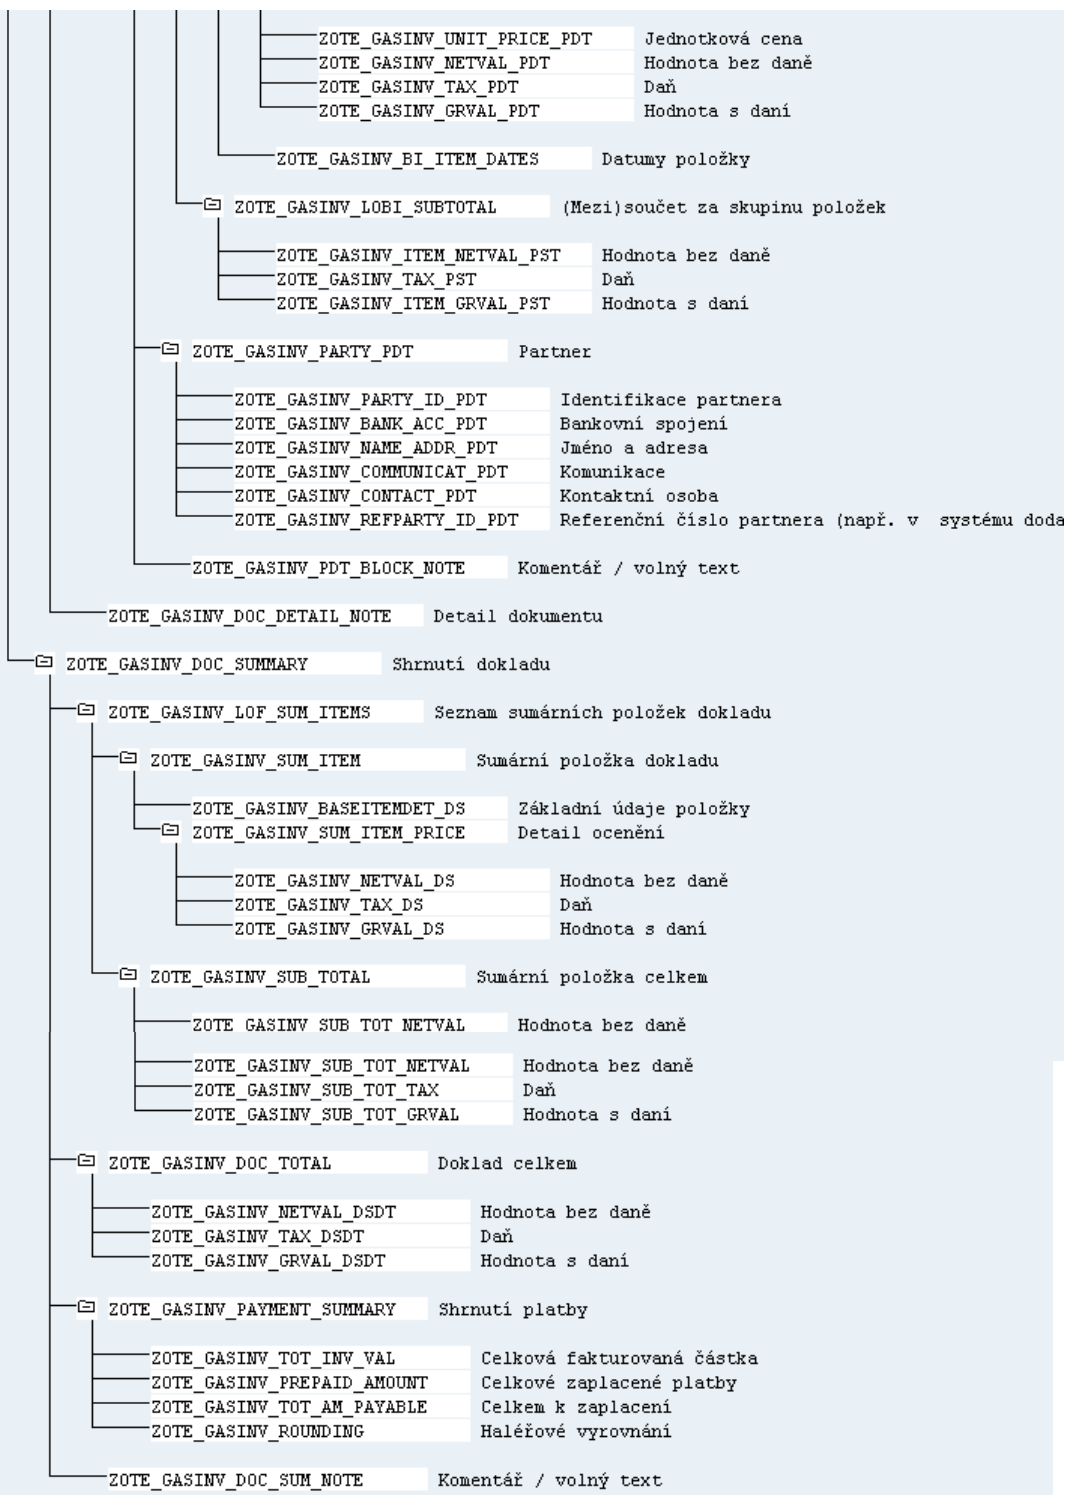 ZOTE_GASINV_UNIT_PRICE_PDT Jednotková cena
ZOTE_GASINV_NETVAL_PDT Hodnota bez daně
ZOTE_GASINV_TAX_PDT Daň
ZOTE_GASINV_GRVAL_PDT Hodnota s daní
ZOTE_GASINV_BI_ITEM_DATES Datumy položky
ZOTE_GASINV_LOBI_SUBTOTAL (Mezi)součet za skupinu položek
ZOTE_GASINV_ITEM_NETVAL_PST Hodnota bez daně
ZOTE_GASINV_TAX_PST Daň
ZOTE_GASINV_ITEM_GRVAL_PST Hodnota s daní
ZOTE_GASINV_PARTY_PDT Partner
ZOTE_GASINV_PARTY_ID_PDT Identifikace partnera
ZOTE_GASINV_BANK_ACC_PDT Bankovní spojení
ZOTE_GASINV_NAME_ADDR_PDT Jméno a adresa
ZOTE_GASINV_COMMUNICAT_PDT Komunikace
ZOTE_GASINV_CONTACT_PDT Kontaktní osoba
ZOTE_GASINV_REFPARTY_ID_PDT Referenční číslo partnera (např. v systému doda
ZOTE_GASINV_PDT_BLOCK_NOTE Komentář / volný text
ZOTE_GASINV_DOC_DETAIL_NOTE Detail dokumentu
ZOTE_GASINV_DOC_SUMMARY Shrnutí dokladu
ZOTE_GASINV_LOF_SUM_ITEMS Seznam sumárních položek dokladu
ZOTE_GASINV_SUM_ITEM Sumární položka dokladu
ZOTE_GASINV_BASEITEMDET_DS Základní údaje položky
ZOTE_GASINV_SUM_ITEM_PRICE Detail ocenění
ZOTE_GASINV_NETVAL_DS Hodnota bez daně
ZOTE_GASINV_TAX_DS Daň
ZOTE_GASINV_GRVAL_DS Hodnota s daní
ZOTE_GASINV_SUB_TOTAL Sumární položka celkem
ZOTE GASINV SUB TOT NETVAL Hodnota bez daně
ZOTE_GASINV_SUB_TOT_NETVAL Hodnota bez daně
ZOTE_GASINV_SUB_TOT_TAX Daň
ZOTE_GASINV_SUB_TOT_GRVAL Hodnota s daní
ZOTE_GASINV_DOC_TOTAL Doklad celkem
ZOTE_GASINV_NETVAL_DSDT Hodnota bez daně
ZOTE_GASINV_TAX_DSDT Daň
ZOTE_GASINV_GRVAL_DSDT Hodnota s daní
ZOTE_GASINV_PAYMENT_SUMMARY Shrnutí platby
ZOTE_GASINV_TOT_INV_VAL Celková fakturovaná částka
ZOTE_GASINV_PREPAID_AMOUNT Celkové zaplacené platby
ZOTE_GASINV_TOT_AM_PAYABLE Celkem k zaplacení
ZOTE_GASINV_ROUNDING Haléřové vyrovnání
ZOTE_GASINV_DOC_SUM_NOTE Komentář / volný text